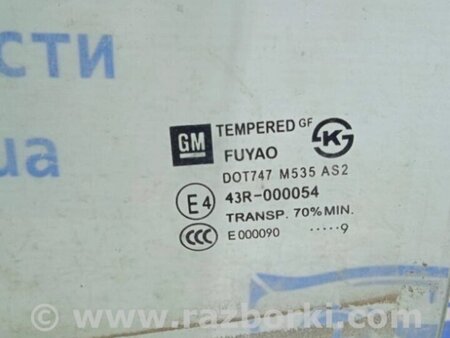 сти
ua
GM TEMPERED GF
FUYAO
DOT747 M535 AS2
E4 43R-000054
TRANSP. 70% MIN.
CCC E000090 .....9
KS
www.razborki.com